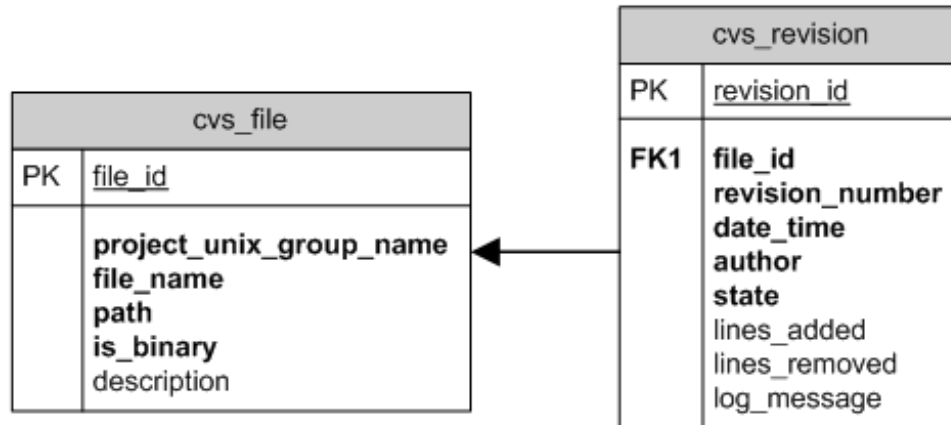 cvs_file
PK file_id
project_unix_group_name
file_name
path
is_binary
description
cvs_revision
PK revision_id
FK1 file_id
revision_number
date_time
author
state
lines_added
lines_removed
log_message